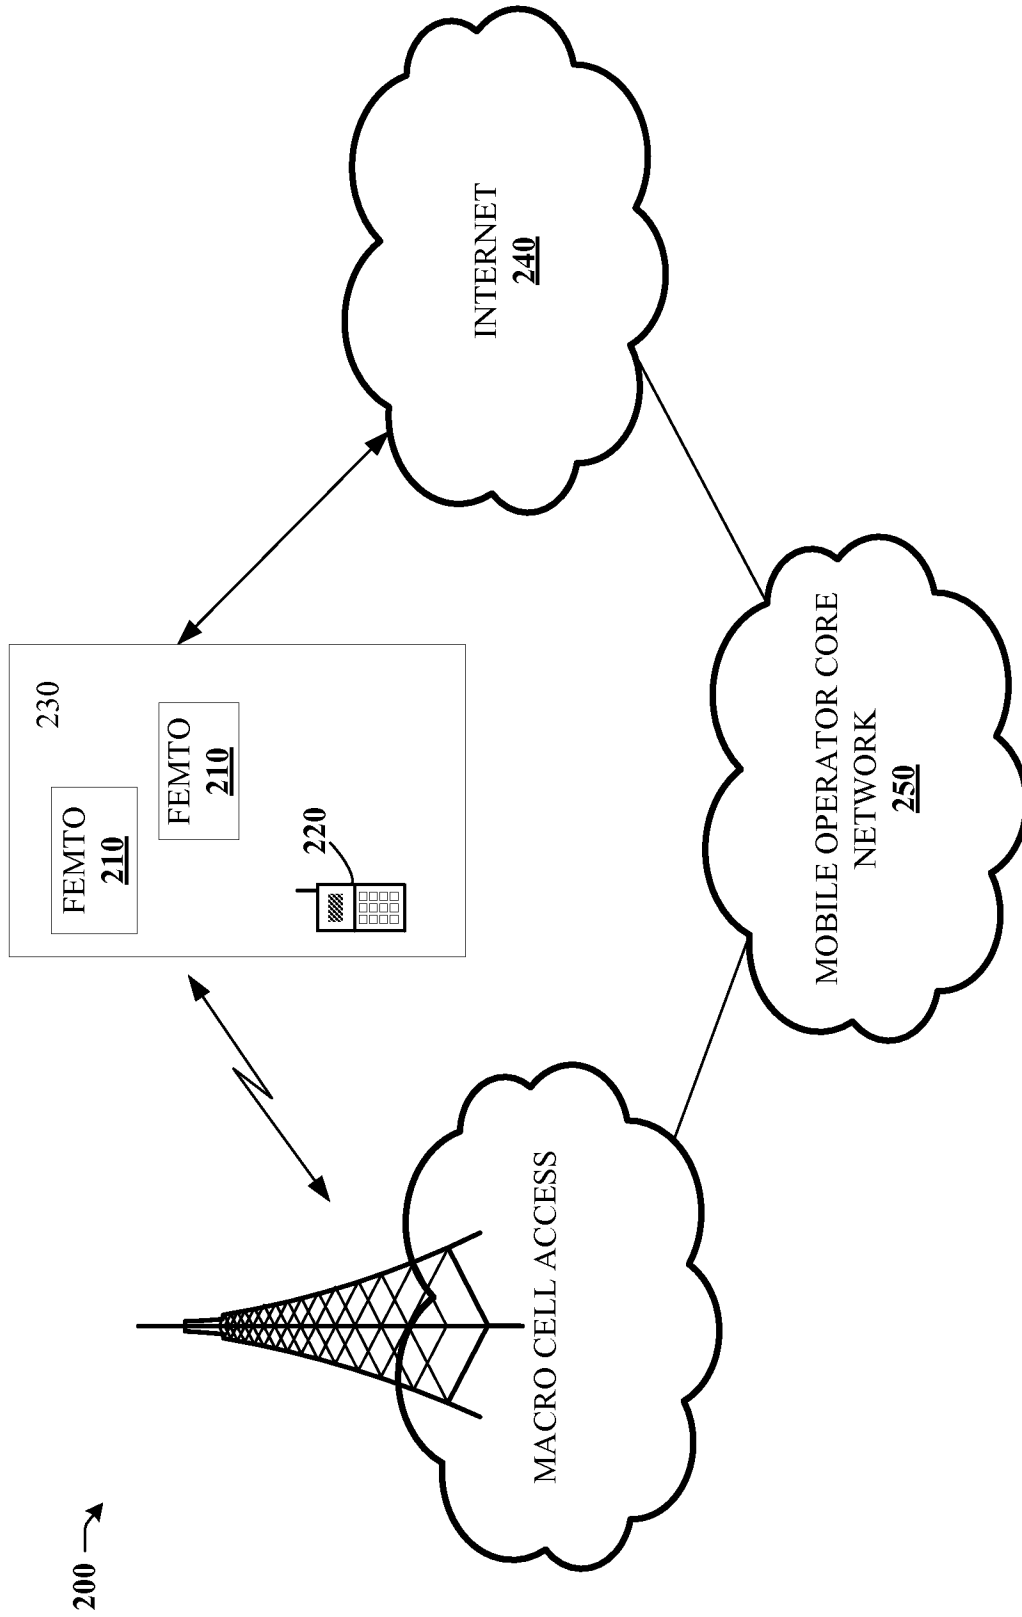 200
FEMTO
210
FEMTO
210
230
220
INTERNET
240
MACRO CELL ACCESS
MOBILE OPERATOR CORE
NETWORK
250